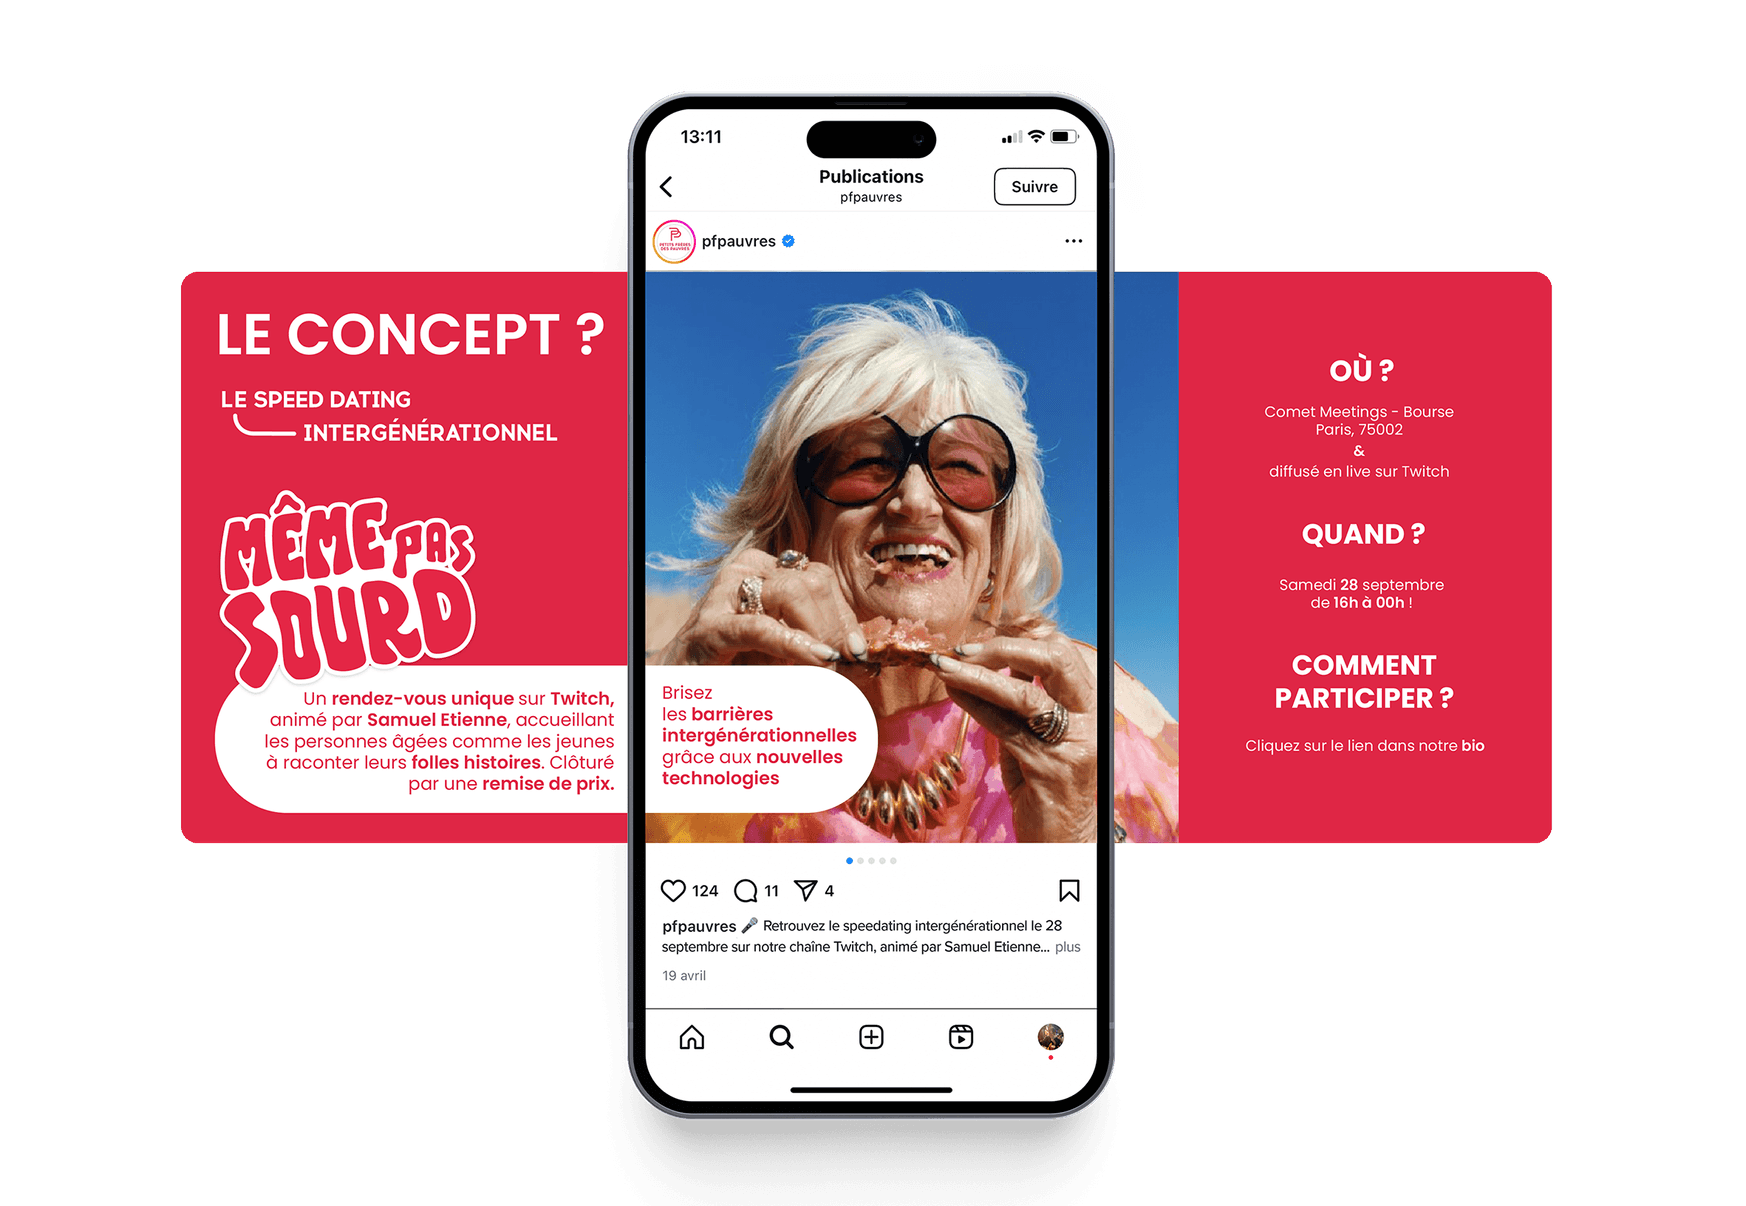 LE CONCEPT ?
LE SPEED DATING
INTERGÉNÉRATIONNEL
MÊME PAS
SOURD
Un rendez-vous unique sur Twitch,
animé par Samuel Etienne, accueillant
les personnes âgées comme les jeunes
à raconter leurs folles histoires. Clôturé
par une remise de prix.
13:11
Publications
pfpauvres
Suivre
PETITS FRÈRES
DES PAUVRES
pfpauvres
Brisez
les barrières
intergénérationnelles
grâce aux nouvelles
technologies
124 11 4
pfpauvres 🎤 Retrouvez le speedating intergénérationnel le 28
septembre sur notre chaîne Twitch, animé par Samuel Etienne... plus
19 avril
OÙ ?
Comet Meetings - Bourse
Paris, 75002
&
diffusé en live sur Twitch
QUAND ?
Samedi 28 septembre
de 16h à 00h !
COMMENT
PARTICIPER ?
Cliquez sur le lien dans notre bio